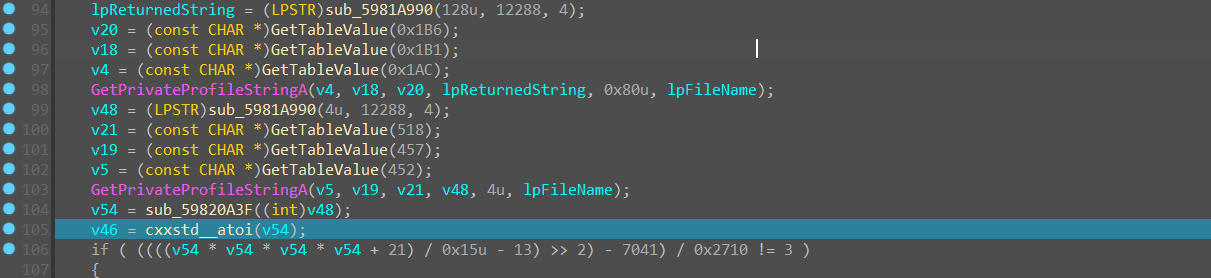 94 lpReturnedString = (LPSTR)sub_5981A990(128u, 12288, 4);
95 v20 = (const CHAR *)GetTableValue(0x1B6);
96 v18 = (const CHAR *)GetTableValue(0x1B1);
97 v4 = (const CHAR *)GetTableValue(0x1AC);
98 GetPrivateProfileStringA(v4, v18, v20, lpReturnedString, 0x80u, lpFileName);
99 v48 = (LPSTR)sub_5981A990(4u, 12288, 4);
100 v21 = (const CHAR *)GetTableValue(518);
101 v19 = (const CHAR *)GetTableValue(457);
102 v5 = (const CHAR *)GetTableValue(452);
103 GetPrivateProfileStringA(v5, v19, v21, v48, 4u, lpFileName);
104 v54 = sub_59820A3F((int)v48);
105 v46 = cxxstd__atoi(v54);
106 if ( ((((v54 * v54 * v54 * v54 + 21) / 0x15u - 13) >> 2) - 7041) / 0x2710 != 3 )
107 {